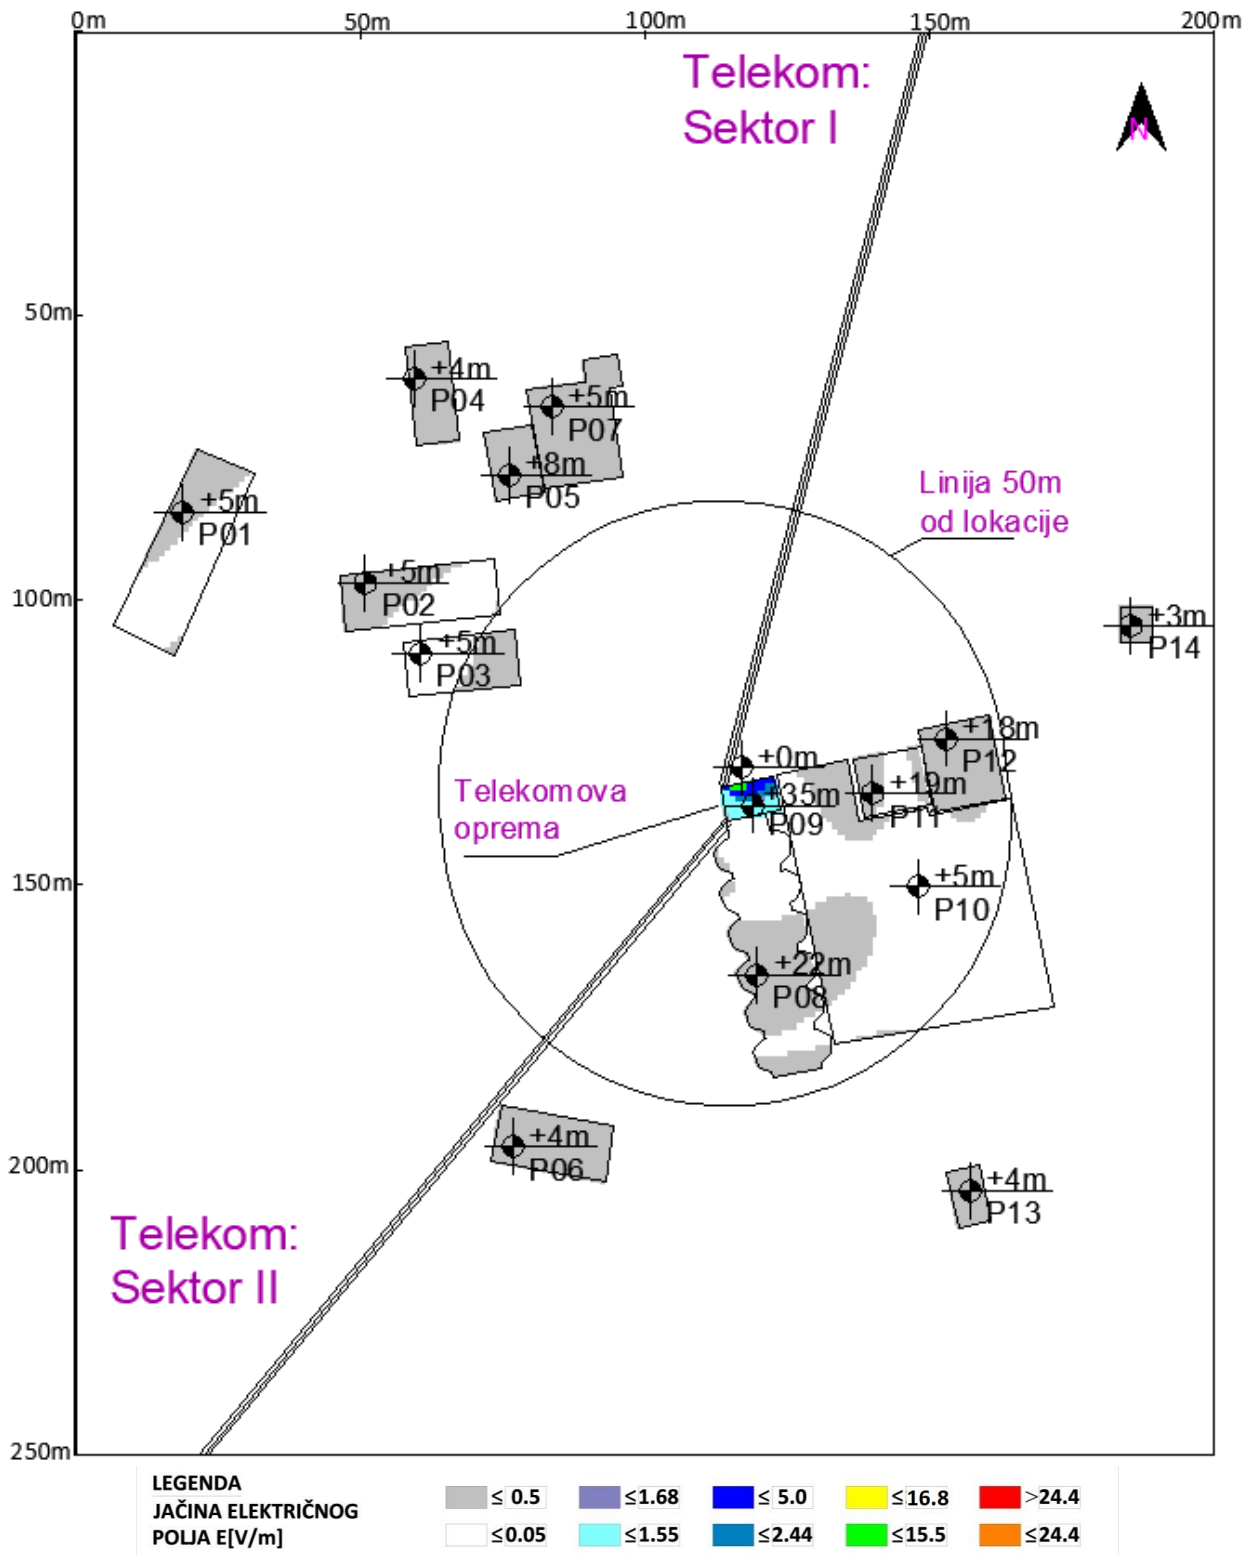 0m 50m 100m 150m 200m
Telekom:
Sektor I
N
50m
+4m
P04
+5m
P07
+8m
P05
Linija 50m
od lokacije
+5m
P01
+5m
P02
100m
+3m
P14
+5m
P03
+18m
P12
+0m
+19m
P11
Telekomova
oprema
+35m
P09
150m
+5m
P10
+22m
P08
+4m
P06
200m
+4m
P13
Telekom:
Sektor II
250m
LEGENDA
JAČINA ELEKTRIČNOG
POLJA E[V/m]
≤ 0.5 ≤1.68 ≤ 5.0 ≤16.8 >24.4
≤0.05 ≤1.55 ≤2.44 ≤15.5 ≤24.4